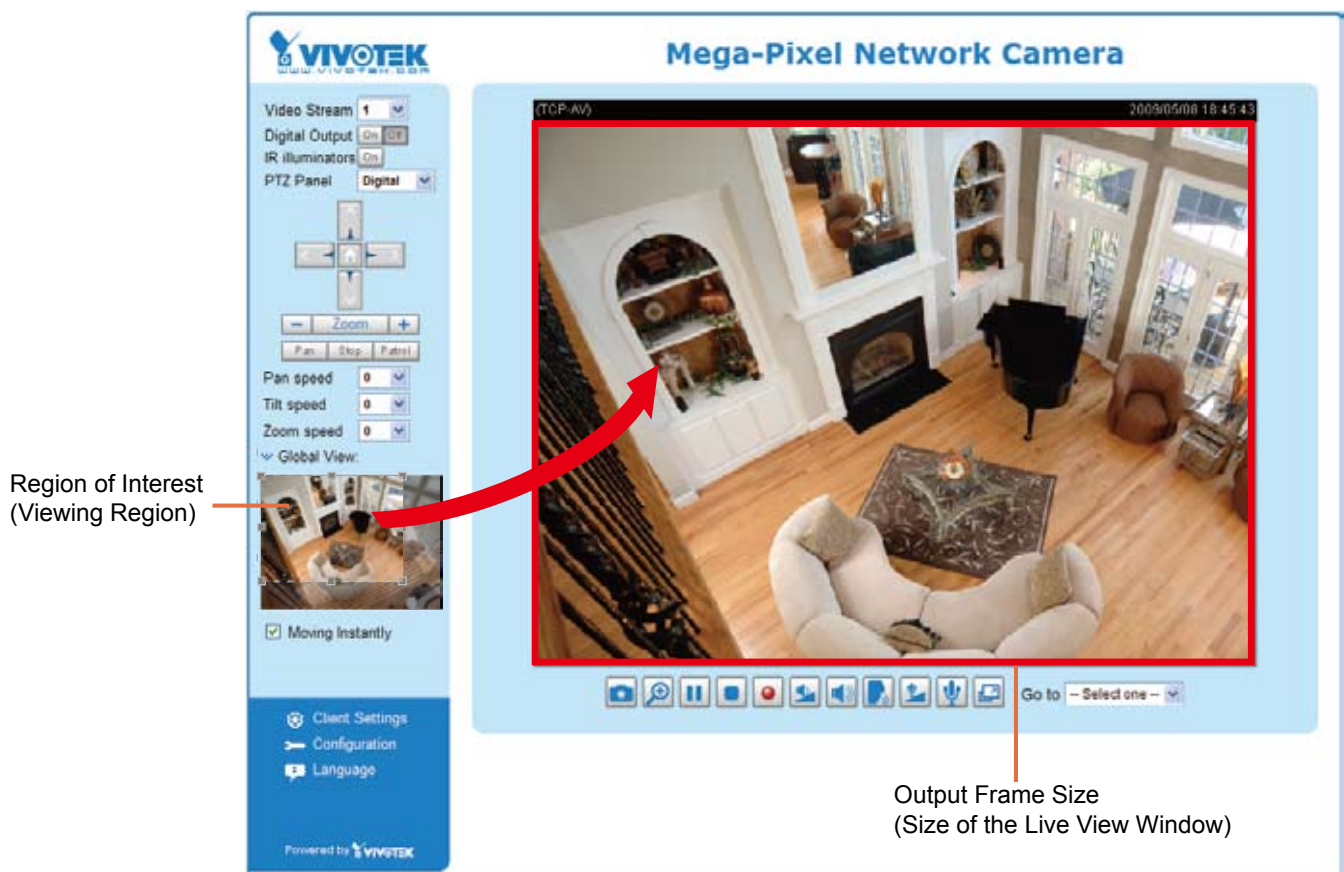 VIVOTEK
www.vivotek.com
Mega-Pixel Network Camera
Video Stream 1
Digital Output On Off
IR illuminators On
PTZ Panel Digital
Zoom
Pan Stop Patrol
Pan speed 0
Tilt speed 0
Zoom speed 0
Global View:
Moving Instantly
Client Settings
Configuration
Language
Powered by VIVOTEK
(TCP-AV) 2009/05/08 18:45:43
Go to -- Select one --
Region of Interest
(Viewing Region)
Output Frame Size
(Size of the Live View Window)